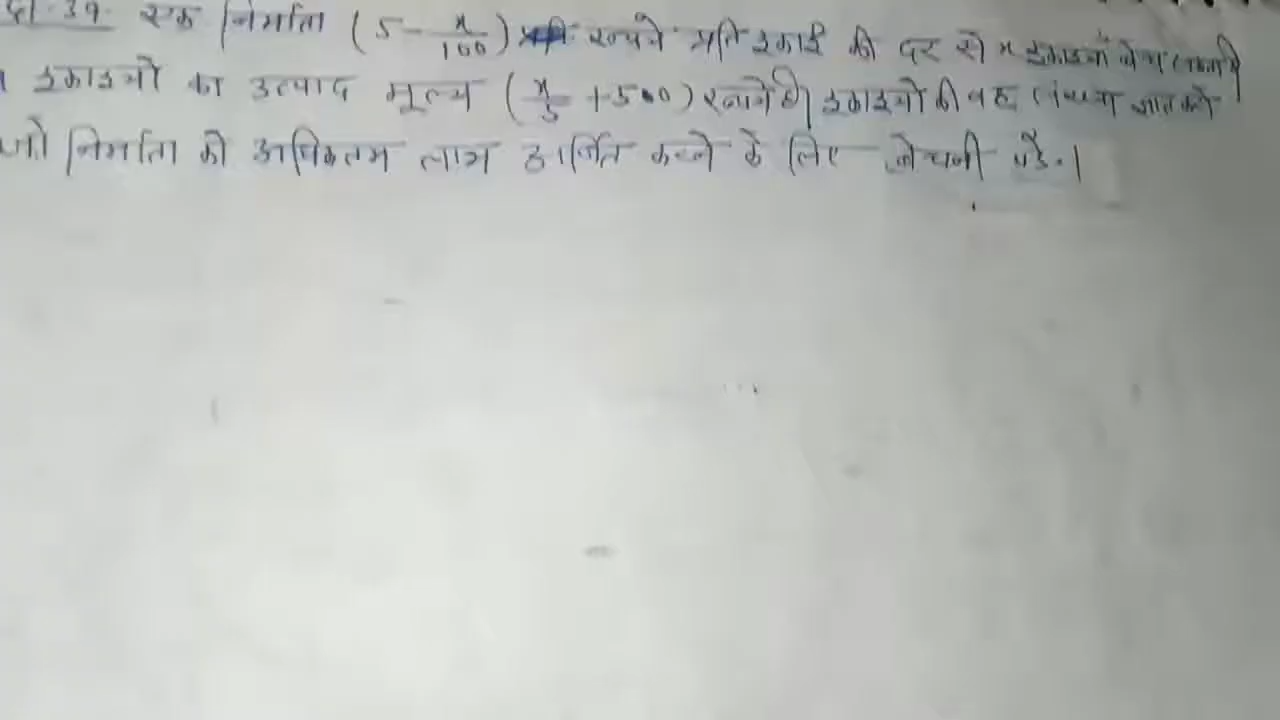 उदा. 39. एक निर्माता (5 - x/100) रूपये प्रति इकाई की दर से x इकाइयाँ बेच सकता है
x इकाइयों का उत्पाद मूल्य (x/5 + 500) रूपये है। इकाइयों की वह संख्या ज्ञात करो
जो निर्माता को अधिकतम लाभ अर्जित करने के लिए बेचनी पड़े।